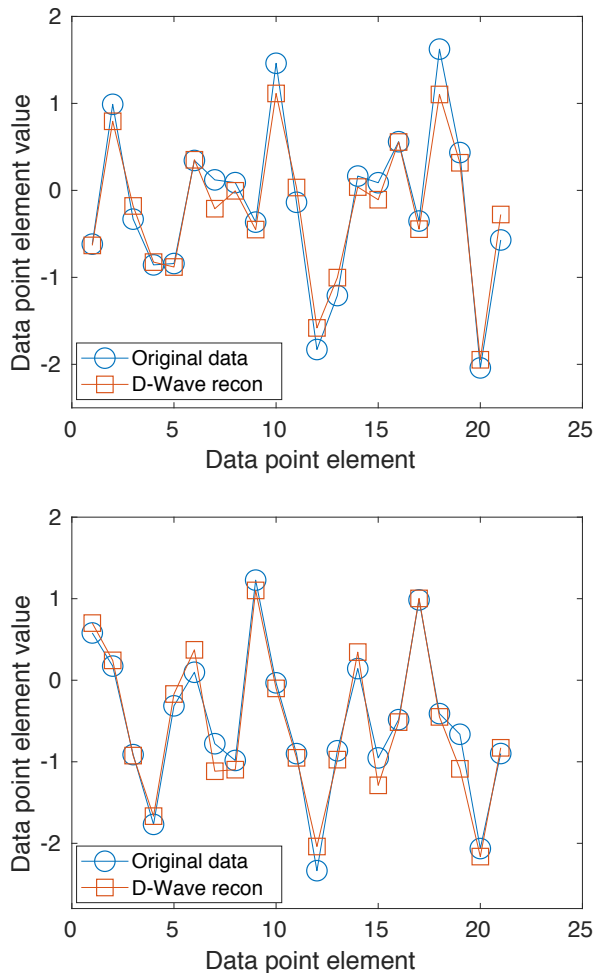 2
1
0
-1
-2
Data point element value
Original data
D-Wave recon
0 5 10 15 20 25
Data point element
2
1
0
-1
-2
Data point element value
Original data
D-Wave recon
0 5 10 15 20 25
Data point element